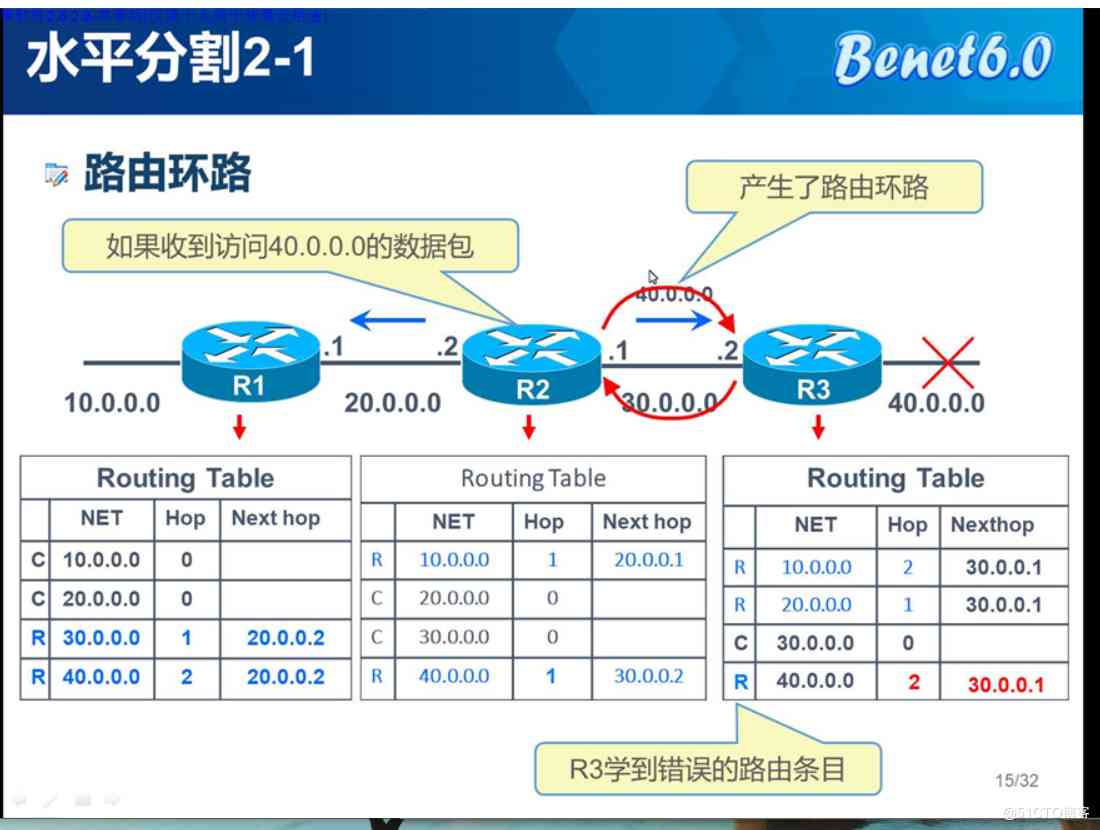 水平分割2-1
Benet6.0
路由环路
产生了路由环路
如果收到访问40.0.0.0的数据包
40.0.0.0
.1 .2 .1 .2
R1 R2 R3
10.0.0.0 20.0.0.0 30.0.0.0 40.0.0.0
Routing Table
NET Hop Next hop
C 10.0.0.0 0
C 20.0.0.0 0
R 30.0.0.0 1 20.0.0.2
R 40.0.0.0 2 20.0.0.2
Routing Table
NET Hop Next hop
R 10.0.0.0 1 20.0.0.1
C 20.0.0.0 0
C 30.0.0.0 0
R 40.0.0.0 1 30.0.0.2
Routing Table
NET Hop Nexthop
R 10.0.0.0 2 30.0.0.1
R 20.0.0.0 1 30.0.0.1
C 30.0.0.0 0
R 40.0.0.0 2 30.0.0.1
R3学到错误的路由条目
15/32
@51CTO博客